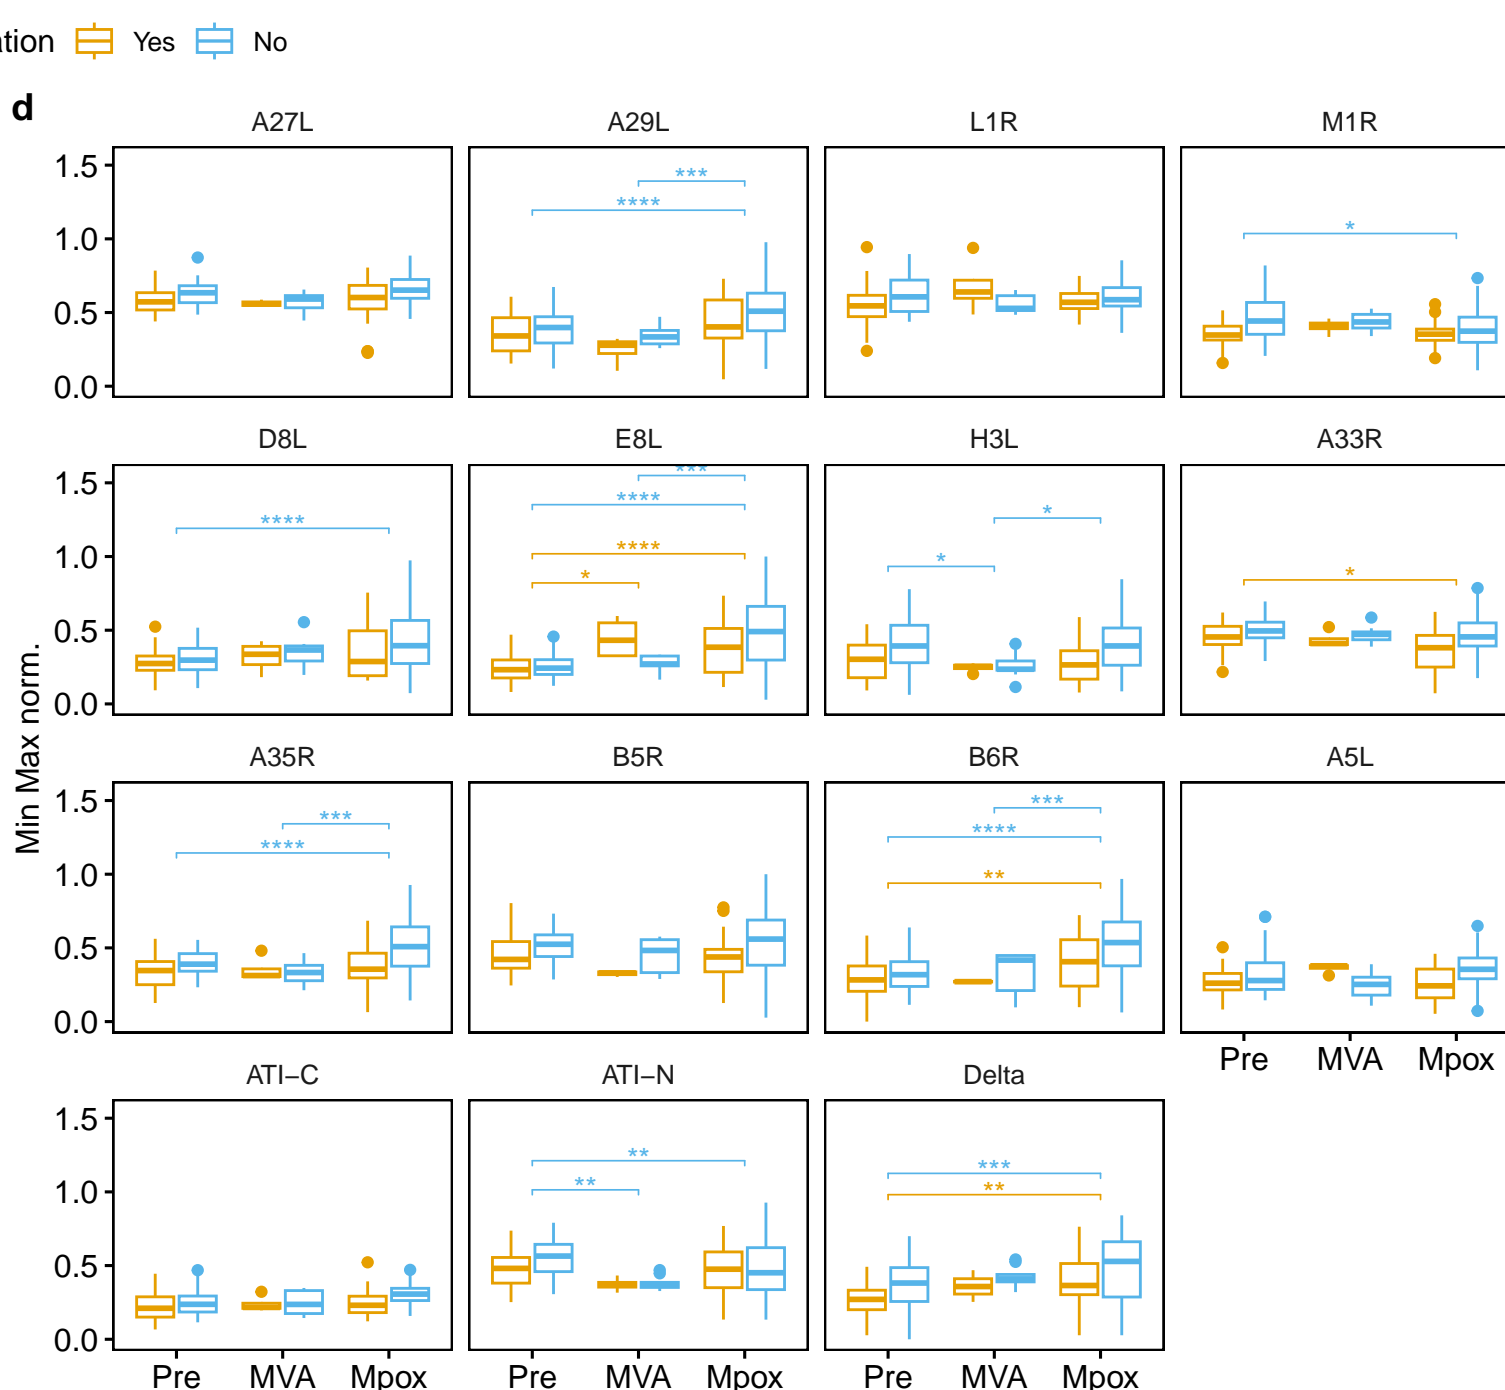 ation Yes No
d
A27L A29L L1R M1R
1.5
1.0
0.5
0.0
*** **** *
D8L E8L H3L A33R
1.5
1.0
0.5
0.0
**** *** **** **** * * * *
Min Max norm.
A35R B5R B6R A5L
1.5
1.0
0.5
0.0
*** **** *** **** **
Pre MVA Mpox
ATI–C ATI–N Delta
1.5
1.0
0.5
0.0
** ** *** **
Pre MVA Mpox Pre MVA Mpox Pre MVA Mpox